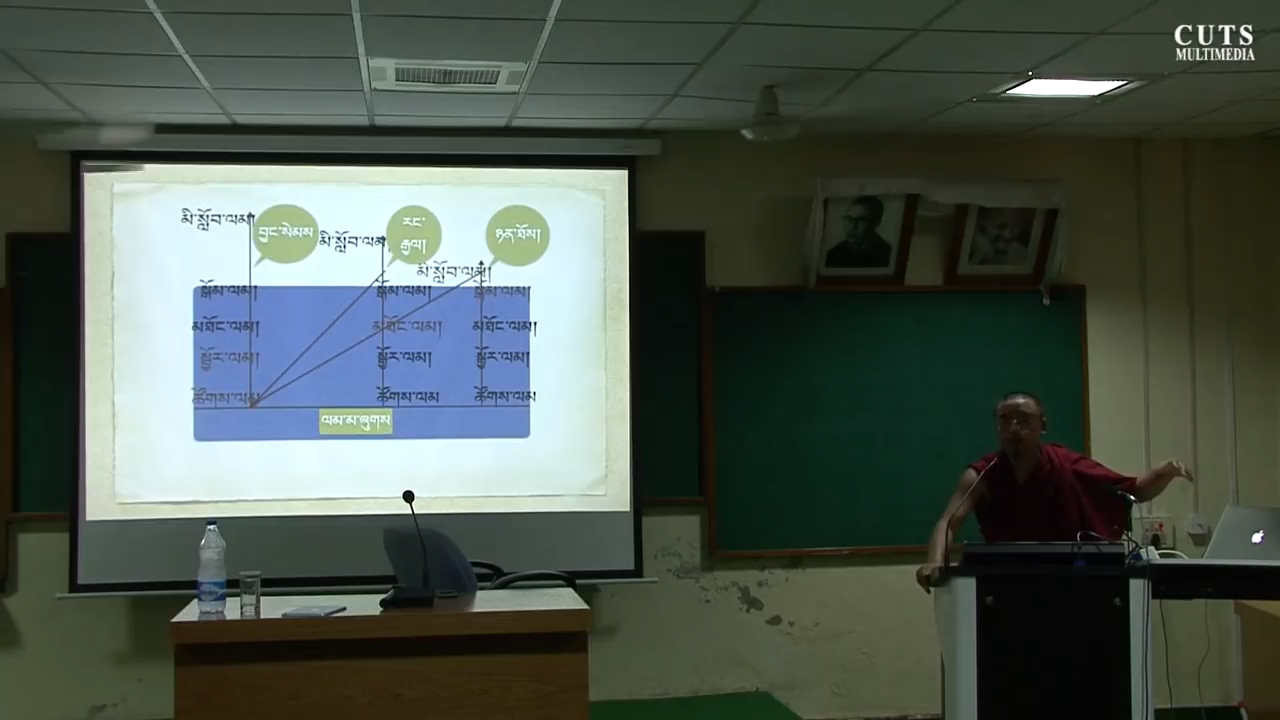 CUTS
MULTIMEDIA
མི་སློབ་ལམ།
བྱང་སེམས
མི་སློབ་ལམ།
རང་
རྒྱལ།
མི་སློབ་ལམ།
ཉན་ཐོས།
སྒོམ་ལམ། སྒོམ་ལམ། སྒོམ་ལམ།
མཐོང་ལམ། མཐོང་ལམ། མཐོང་ལམ།
སྦྱོར་ལམ། སྦྱོར་ལམ། སྦྱོར་ལམ།
ཚོགས་ལམ ཚོགས་ལམ ཚོགས་ལམ
ལམ་མ་ཞུགས